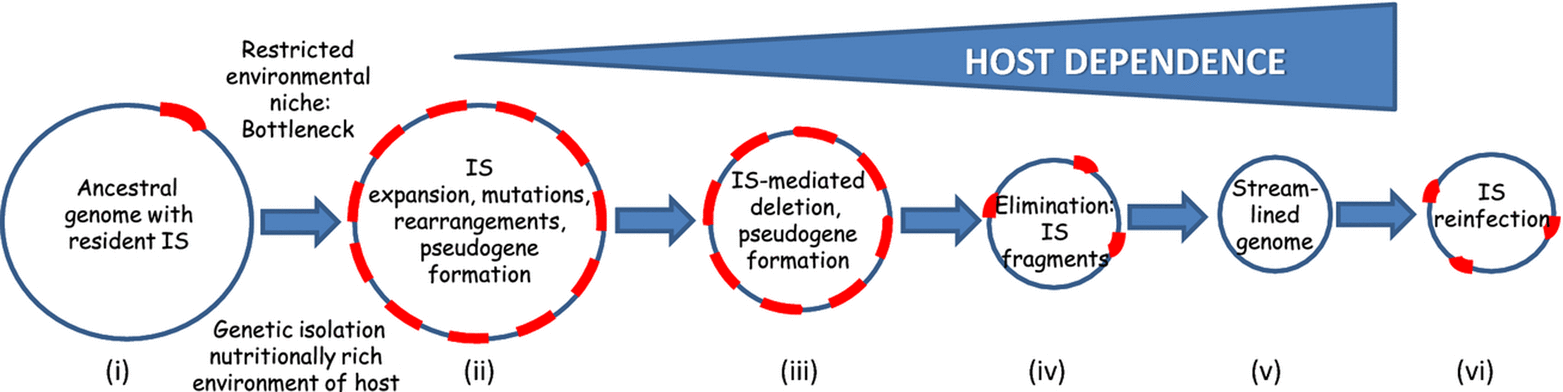 Restricted
environmental
niche:
Bottleneck
HOST DEPENDENCE
Ancestral
genome with
resident IS
IS
expansion, mutations,
rearrangements,
pseudogene
formation
IS-mediated
deletion,
pseudogene
formation
Elimination:
IS
fragments
Stream-
lined
genome
IS
reinfection
Genetic isolation
nutritionally rich
environment of host
(i)
(ii)
(iii)
(iv)
(v)
(vi)